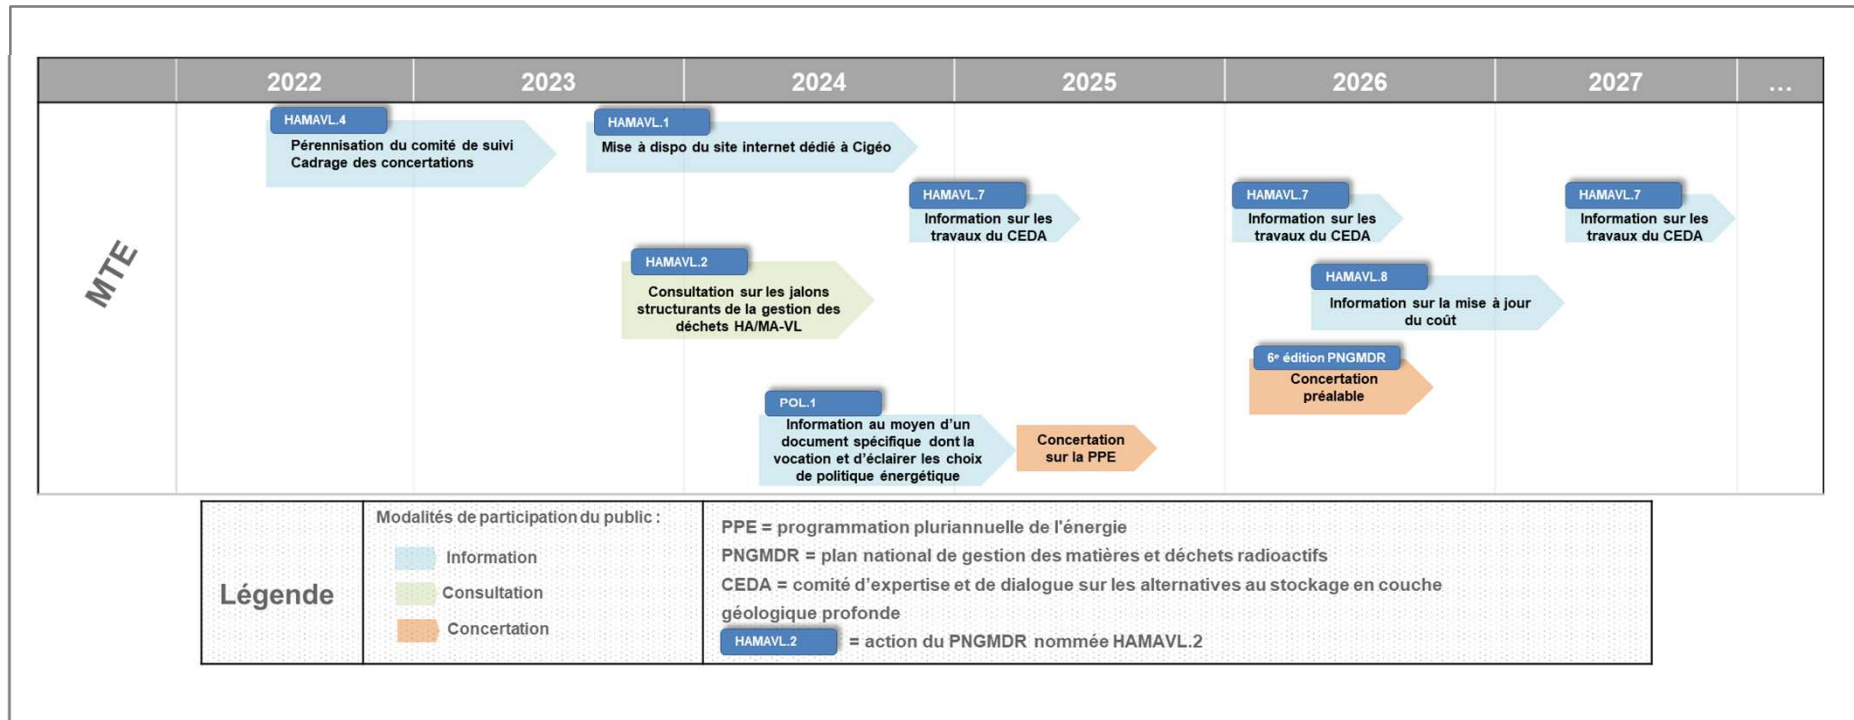 2022 2023 2024 2025 2026 2027 ...
MTE
HAMAVL.4
Pérennisation du comité de suivi
Cadrage des concertations
HAMAVL.1
Mise à dispo du site internet dédié à Cigéo
HAMAVL.7
Information sur les
travaux du CEDA
HAMAVL.7
Information sur les
travaux du CEDA
HAMAVL.7
Information sur les
travaux du CEDA
HAMAVL.2
Consultation sur les jalons
structurants de la gestion des
déchets HA/MA-VL
HAMAVL.8
Information sur la mise à jour
du coût
6e édition PNGMDR
Concertation
préalable
POL.1
Information au moyen d'un
document spécifique dont la
vocation et d'éclairer les choix
de politique énergétique
Concertation
sur la PPE
Légende
Modalités de participation du public :
Information
Consultation
Concertation
PPE = programmation pluriannuelle de l'énergie
PNGMDR = plan national de gestion des matières et déchets radioactifs
CEDA = comité d'expertise et de dialogue sur les alternatives au stockage en couche
géologique profonde
HAMAVL.2 = action du PNGMDR nommée HAMAVL.2